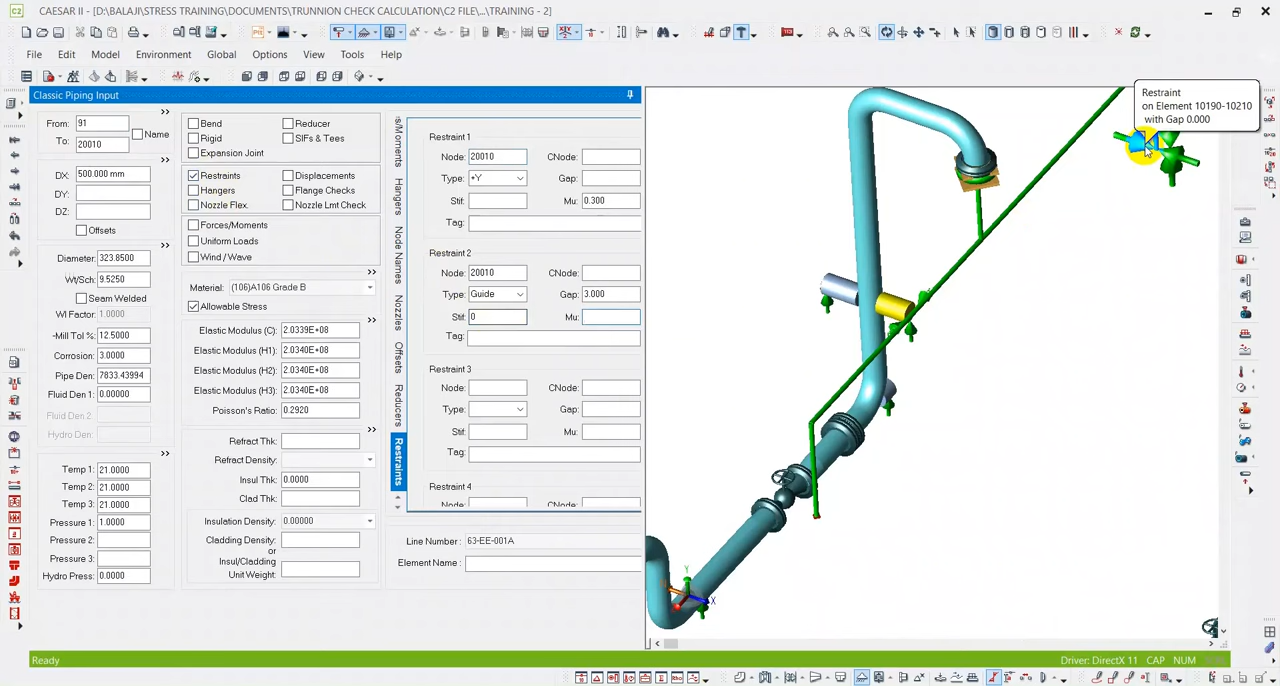 CAESAR II - [D:\BALAJI\STRESS TRAINING\DOCUMENTS\TRUNNION CHECK CALCULATION\C2 FILE\...\TRAINING - 2]
File Edit Model Environment Global Options Tools Help
Classic Piping Input
From: 91
Name
To: 20010
DX: 500.000 mm
DY:
DZ:
Offsets
Diameter: 323.8500
Wt/Sch: 9.5250
Seam Welded
WI Factor: 1.0000
-Mill Tol %: 12.5000
Corrosion: 3.0000
Pipe Den: 7833.43994
Fluid Den 1: 0.00000
Fluid Den 2:
Hydro Den:
Temp 1: 21.0000
Temp 2: 21.0000
Temp 3: 21.0000
Pressure 1: 1.0000
Pressure 2:
Pressure 3:
Hydro Press: 0.0000
Bend Reducer
Rigid SIFs & Tees
Expansion Joint
Restraints Displacement
Hangers Flange Checks
Nozzle Flex. Nozzle Lmt Check
Forces/Moments
Uniform Loads
Wind / Wave
Material: (106)A106 Grade B
Allowable Stress
Elastic Modulus (C): 2.0339E+08
Elastic Modulus (H1): 2.0340E+08
Elastic Modulus (H2): 2.0340E+08
Elastic Modulus (H3): 2.0340E+08
Poisson's Ratio: 0.2920
Refract Thk:
Refract Density:
Insul Thk: 0.0000
Clad Thk:
Insulation Density: 0.00000
Cladding Density:
or
Insul/Cladding
Unit Weight:
s/Moments
Hangers
Node Names
Nozzles
Offsets
Reducers
Restraints
Restraint 1
Node: 20010 CNode:
Type: +Y Gap:
Stif: Mu: 0.300
Tag:
Restraint 2
Node: 20010 CNode:
Type: Guide Gap: 3.000
Stif: 0 Mu:
Tag:
Restraint 3
Node: CNode:
Type: Gap:
Stif: Mu:
Tag:
Restraint 4
Node: CNode:
Line Number: 63-EE-001A
Element Name:
Restraint
on Element 10190-10210
with Gap 0.000
Y
X
Ready
Driver: DirectX 11 CAP NUM